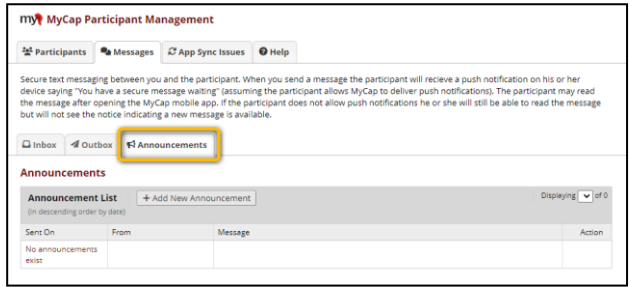 my MyCap Participant Management
Participants Messages App Sync Issues Help
Secure text messaging between you and the participant. When you send a message the participant will recieve a push notification on his or her
device saying "You have a secure message waiting" (assuming the participant allows MyCap to deliver push notifications). The participant may read
the message after opening the MyCap mobile app. If the participant does not allow push notifications he or she will still be able to read the message
but will not see the notice indicating a new message is available.
Inbox Outbox Announcements
Announcements
Announcement List + Add New Announcement Displaying of 0
(in descending order by date)
Sent On From Message Action
No announcements
exist